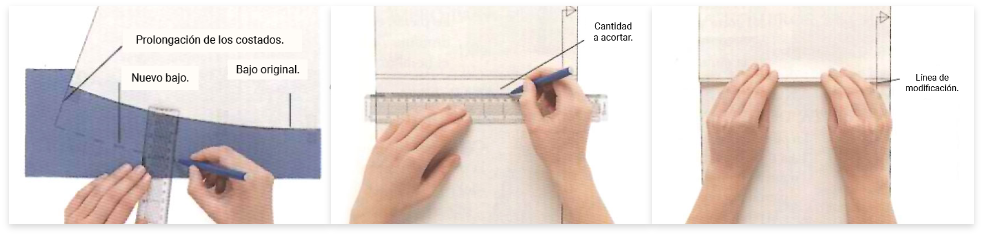 Prolongación de los costados.
Nuevo bajo.
Bajo original.
Cantidad
a acortar.
Línea de
modificación.